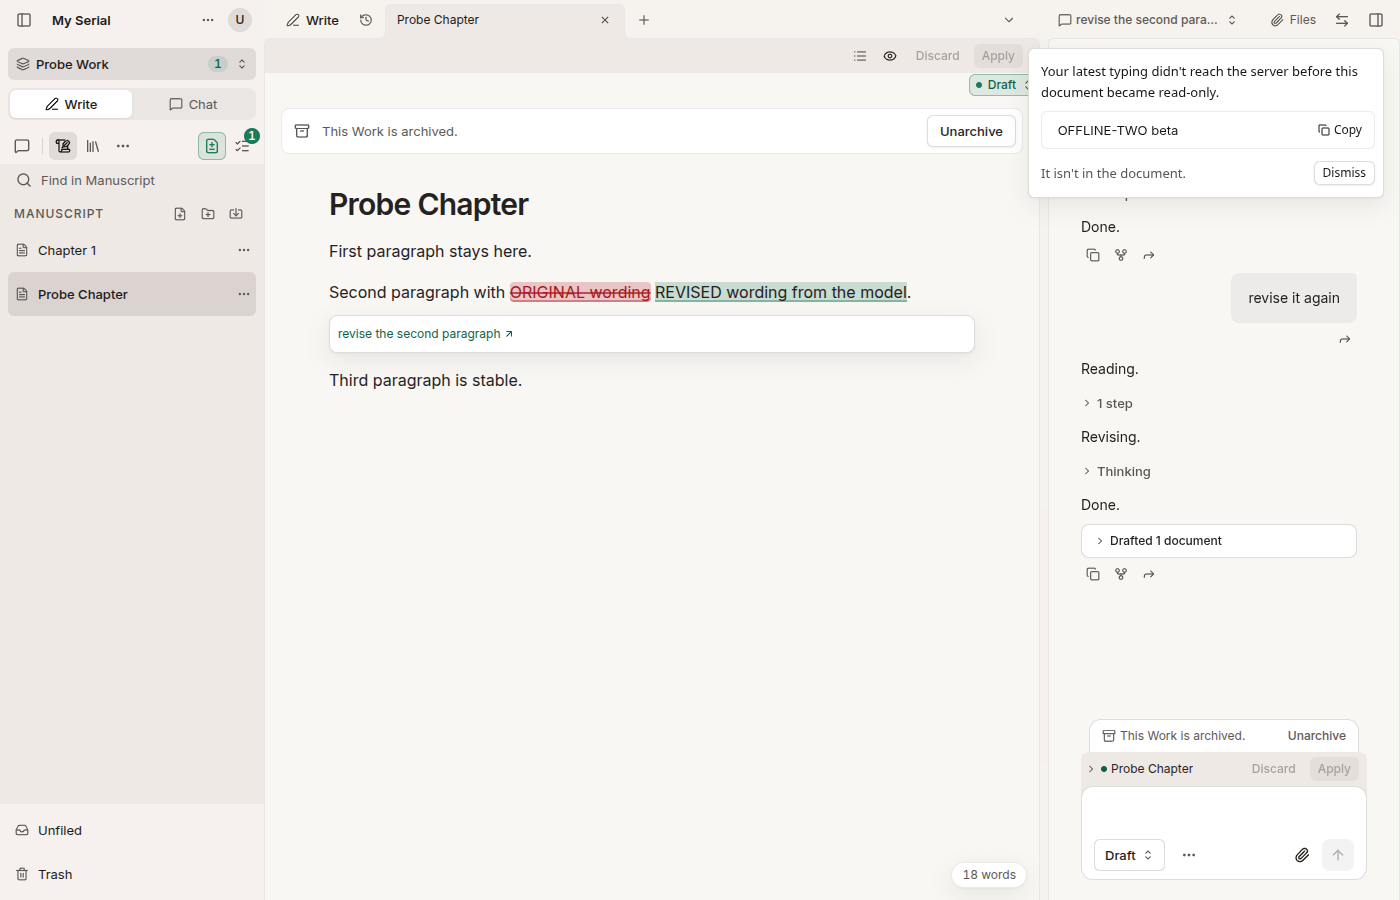 My Serial
U
Probe Work
1
Write
Chat
1
Find in Manuscript
MANUSCRIPT
Chapter 1
Probe Chapter
Unfiled
Trash
Write
Probe Chapter
Discard
Apply
Draft
This Work is archived.
Unarchive
Probe Chapter
First paragraph stays here.
Second paragraph with ORIGINAL wording REVISED wording from the model.
revise the second paragraph
Third paragraph is stable.
18 words
revise the second para...
Files
Your latest typing didn't reach the server before this
document became read-only.
OFFLINE-TWO beta
Copy
It isn't in the document.
Dismiss
Done.
revise it again
Reading.
1 step
Revising.
Thinking
Done.
Drafted 1 document
This Work is archived.
Unarchive
Probe Chapter
Discard
Apply
Draft